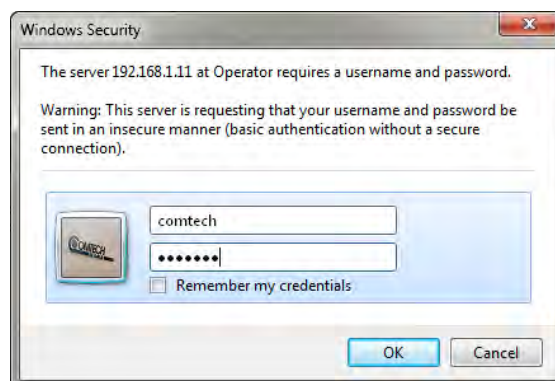 Windows Security
The server 192.168.1.11 at Operator requires a username and password.
Warning: This server is requesting that your username and password be
sent in an insecure manner (basic authentication without a secure
connection).
comtech
•••••••
COMTECH
Remember my credentials
OK
Cancel